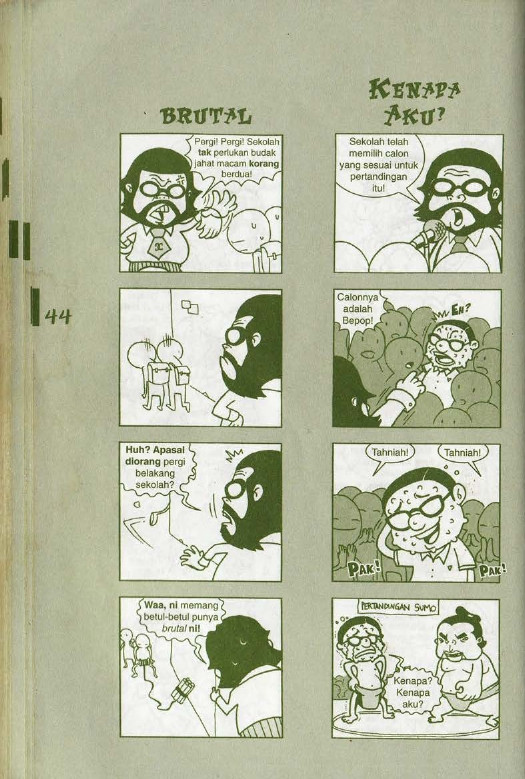 BRUTAL
Pergi! Pergi! Sekolah
tak perlukan budak
jahat macam korang
berdua!
Huh? Apasal
diorang pergi
belakang
sekolah?
Waa, ni memang
betul-betul punya
brutal ni!
KENAPA
AKU?
Sekolah telah
memilih calon
yang sesuai untuk
pertandingan
itu!
Calonnya
adalah
Bepop!
EH?
Tahniah!
Tahniah!
PAK!
PAK!
PERTANDINGAN SUMO
Kenapa?
Kenapa
aku?
44